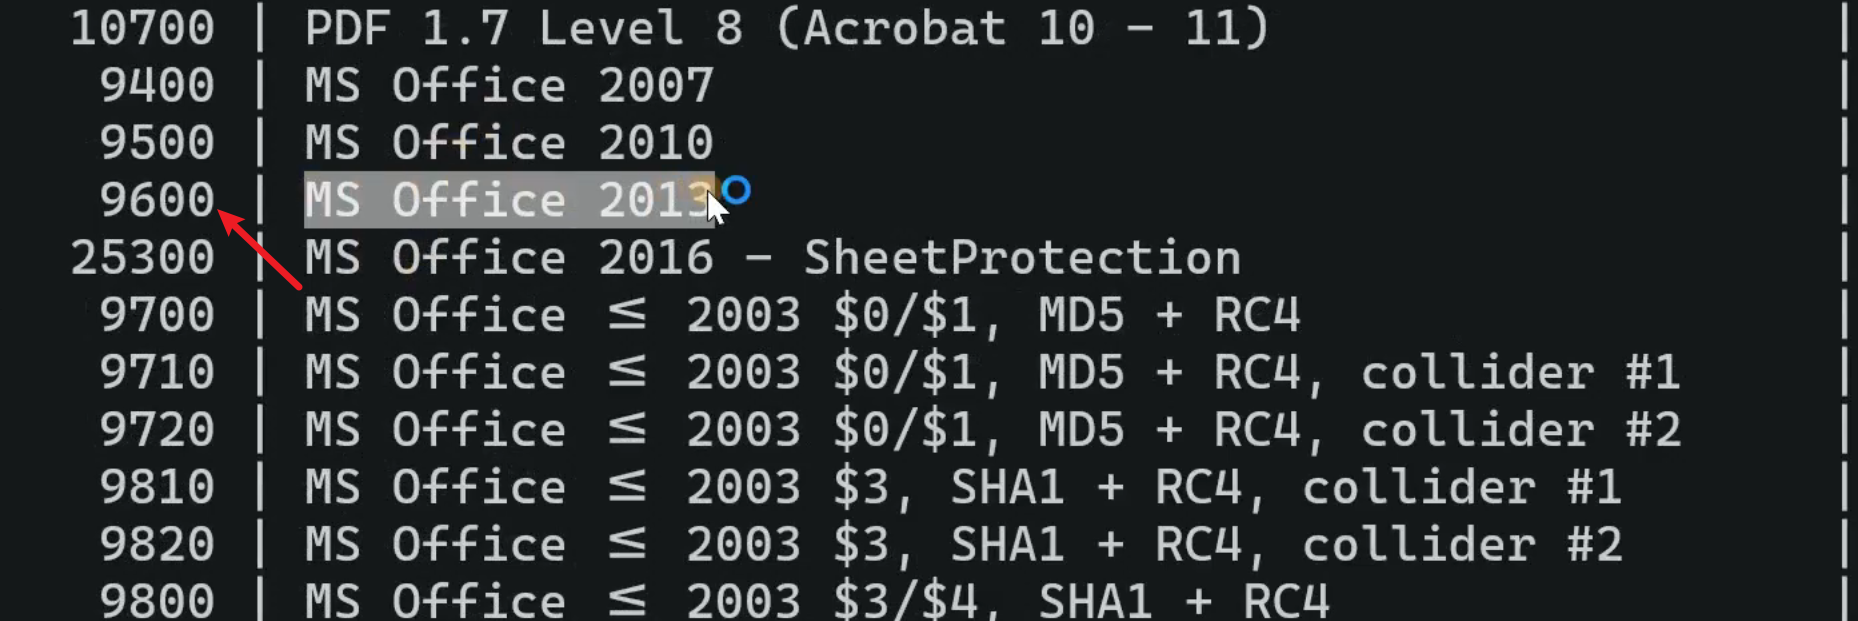 10700 | PDF 1.7 Level 8 (Acrobat 10 - 11) |
9400 | MS Office 2007 |
9500 | MS Office 2010 |
9600 | MS Office 2013 |
25300 | MS Office 2016 - SheetProtection |
9700 | MS Office ≤ 2003 $0/$1, MD5 + RC4 |
9710 | MS Office ≤ 2003 $0/$1, MD5 + RC4, collider #1 |
9720 | MS Office ≤ 2003 $0/$1, MD5 + RC4, collider #2 |
9810 | MS Office ≤ 2003 $3, SHA1 + RC4, collider #1 |
9820 | MS Office ≤ 2003 $3, SHA1 + RC4, collider #2 |
9800 | MS Office ≤ 2003 $3/$4, SHA1 + RC4 |